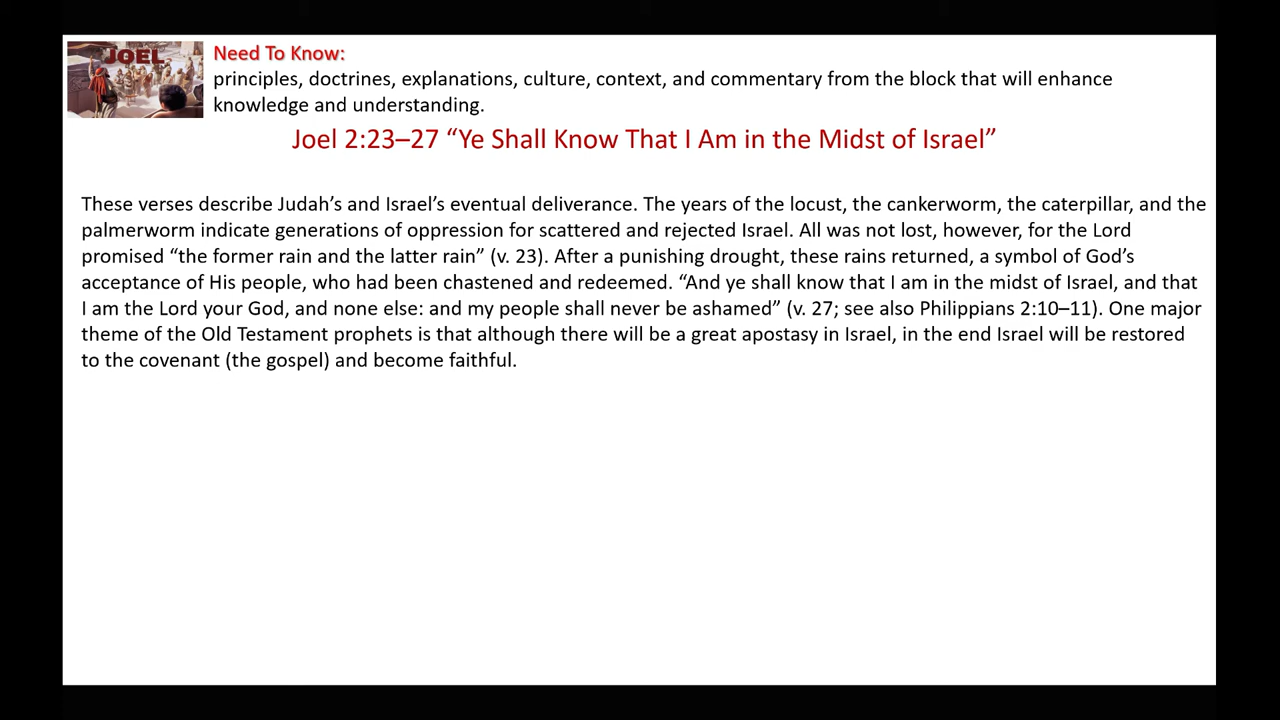 JOEL
Need To Know:
principles, doctrines, explanations, culture, context, and commentary from the block that will enhance
knowledge and understanding.
Joel 2:23–27 “Ye Shall Know That I Am in the Midst of Israel”
These verses describe Judah’s and Israel’s eventual deliverance. The years of the locust, the cankerworm, the caterpillar, and the
palmerworm indicate generations of oppression for scattered and rejected Israel. All was not lost, however, for the Lord
promised “the former rain and the latter rain” (v. 23). After a punishing drought, these rains returned, a symbol of God’s
acceptance of His people, who had been chastened and redeemed. “And ye shall know that I am in the midst of Israel, and that
I am the Lord your God, and none else: and my people shall never be ashamed” (v. 27; see also Philippians 2:10–11). One major
theme of the Old Testament prophets is that although there will be a great apostasy in Israel, in the end Israel will be restored
to the covenant (the gospel) and become faithful.